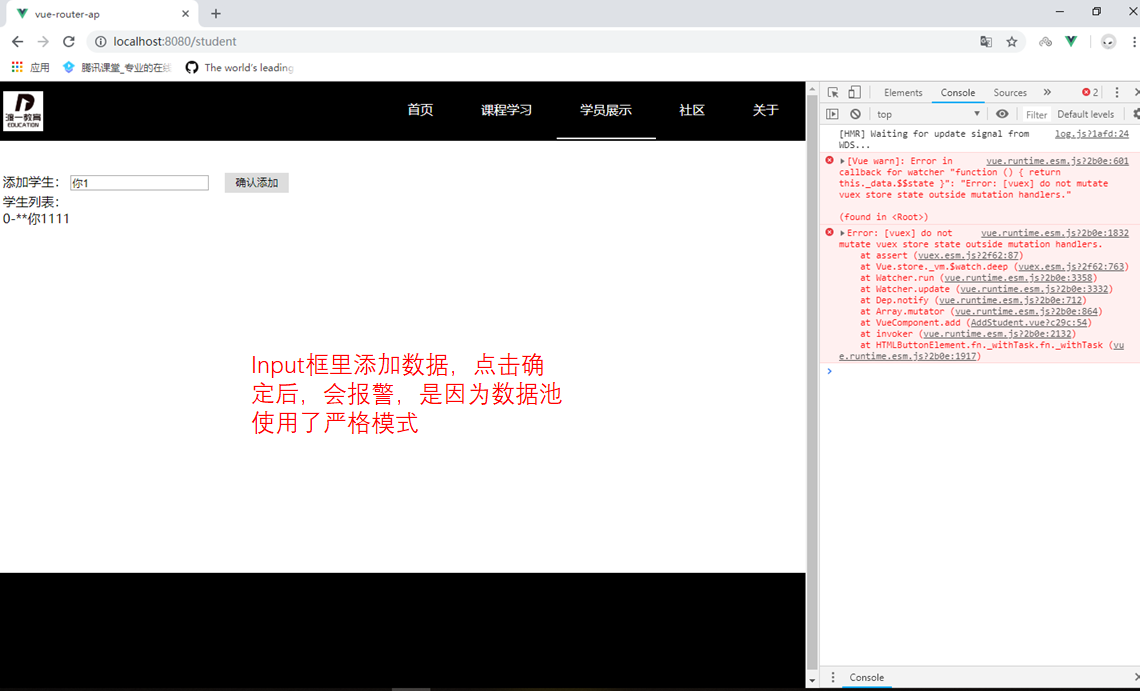 vue-router-ap
localhost:8080/student
应用
腾讯课堂_专业的在线
The world's leading
渡一教育
EDUCATION
首页 课程学习 学员展示 社区 关于
添加学生： 你1 确认添加
学生列表：
0-**你1111
Input框里添加数据，点击确
定后，会报警，是因为数据池
使用了严格模式
Elements Console Sources » 2
top Filter Default levels
[HMR] Waiting for update signal from log.js?1afd:24
WDS...
[Vue warn]: Error in vue.runtime.esm.js?2b0e:601
callback for watcher "function () { return
this._data.$$state }": "Error: [vuex] do not mutate
vuex store state outside mutation handlers."
(found in <Root>)
Error: [vuex] do not vue.runtime.esm.js?2b0e:1832
mutate vuex store state outside mutation handlers.
at assert (vuex.esm.js?2f62:87)
at Vue.store._vm.$watch.deep (vuex.esm.js?2f62:763)
at Watcher.run (vue.runtime.esm.js?2b0e:3358)
at Watcher.update (vue.runtime.esm.js?2b0e:3332)
at Dep.notify (vue.runtime.esm.js?2b0e:712)
at Array.mutator (vue.runtime.esm.js?2b0e:864)
at VueComponent.add (AddStudent.vue?c29c:54)
at invoker (vue.runtime.esm.js?2b0e:2132)
at HTMLButtonElement.fn._withTask.fn._withTask (vu
e.runtime.esm.js?2b0e:1917)
Console